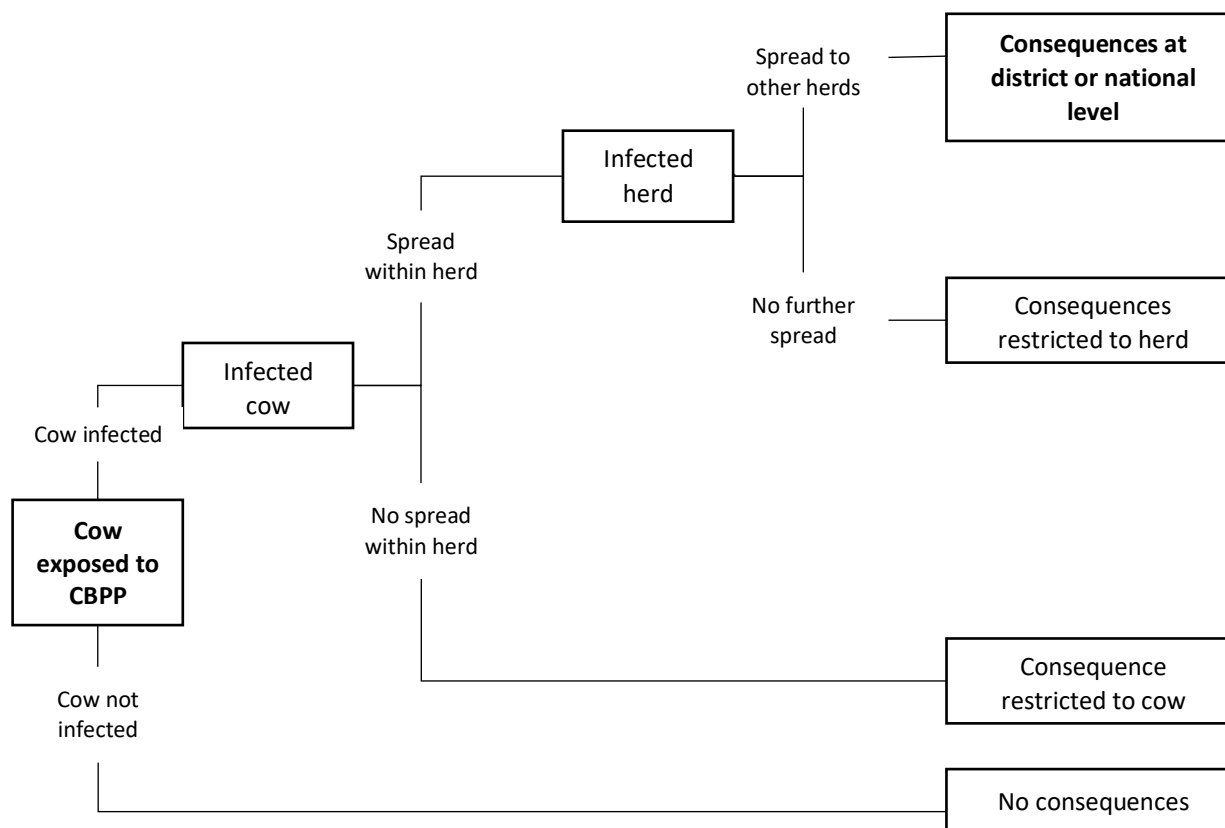 Spread to
other herds
Consequences at
district or national
level
Infected
herd
Spread
within herd
No further
spread
Consequences
restricted to herd
Infected
cow
Cow infected
No spread
within herd
Cow
exposed to
CBPP
Consequence
restricted to cow
Cow not
infected
No consequences